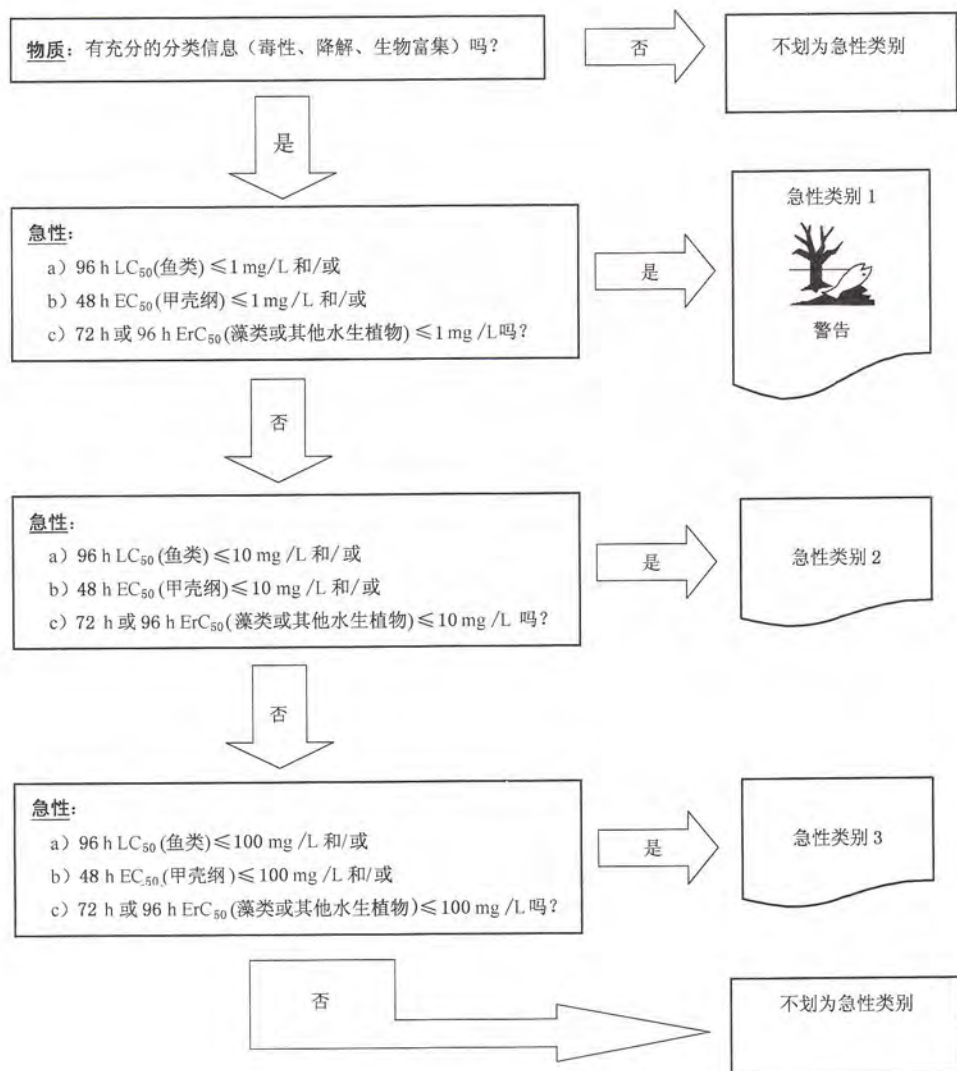 物质：有充分的分类信息（毒性、降解、生物富集）吗？
否
不划为急性类别
是
急性：
a）96 h LC50(鱼类)≤1 mg/L 和/或
b）48 h EC50(甲壳纲)≤1 mg/L 和/或
c）72 h 或 96 h ErC50(藻类或其他水生植物)≤1 mg/L吗？
是
急性类别 1
警告
否
急性：
a）96 h LC50(鱼类)≤10 mg/L 和/或
b）48 h EC50(甲壳纲)≤10 mg/L 和/或
c）72 h 或 96 h ErC50(藻类或其他水生植物)≤10 mg/L 吗？
是
急性类别 2
否
急性：
a）96 h LC50(鱼类)≤100 mg/L 和/或
b）48 h EC50(甲壳纲)≤100 mg/L 和/或
c）72 h 或 96 h ErC50(藻类或其他水生植物)≤100 mg/L吗？
是
急性类别 3
否
不划为急性类别